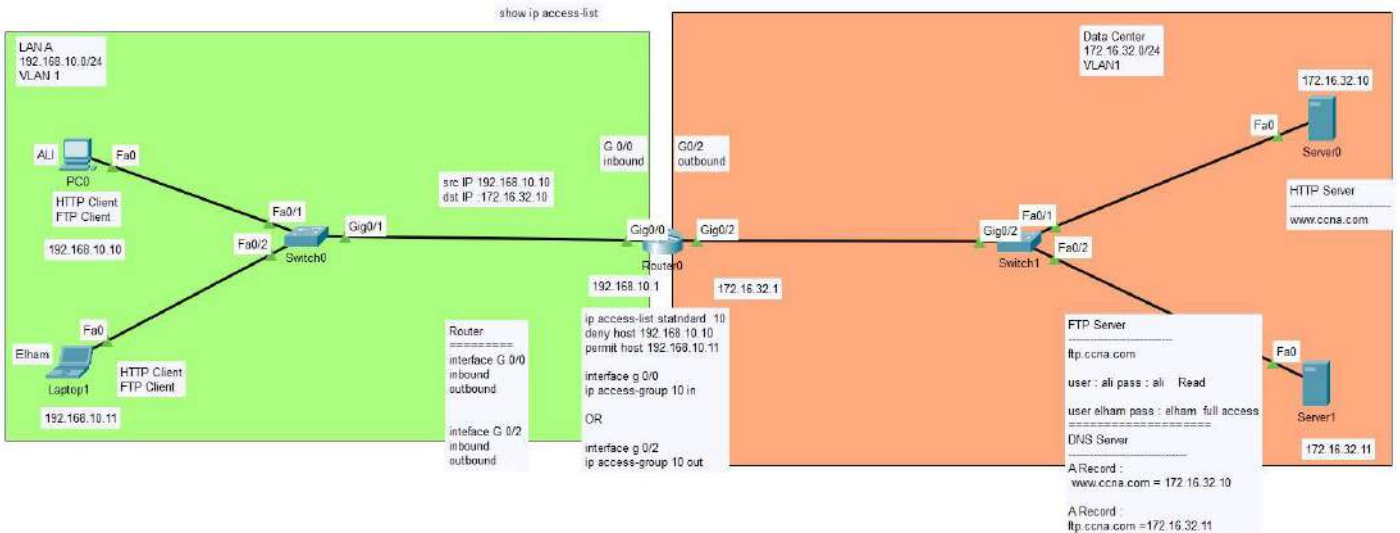 show ip access-list
LAN A
192.168.10.0/24
VLAN 1
ALI
Fa0
PC0
HTTP Client
FTP Client
192.168.10.10
Fa0/1
Fa0/2
Gig0/1
Switch0
Fa0
Elham
Laptop1
HTTP Client
FTP Client
192.168.10.11
src IP 192.168.10.10
dst IP :172.16.32.10
G 0/0
inbound
G0/2
outbound
Gig0/0
Gig0/2
Router0
192.168.10.1
172.16.32.1
Router
=========
interface G 0/0
inbound
outbound
inteface G 0/2
inbound
outbound
ip access-list statndard 10
deny host 192.168.10.10
permit host 192.168.10.11
interface g 0/0
ip access-group 10 in
OR
interface g 0/2
ip access-group 10 out
Data Center
172.16.32.0/24
VLAN1
172.16.32.10
Fa0
Server0
HTTP Server
-------------------------
www.ccna.com
Fa0/1
Gig0/2
Fa0/2
Switch1
FTP Server
-------------------------
ftp.ccna.com
user : ali pass : ali Read
user elham pass : elham full access
====================
DNS Server
-----------------------------
A Record :
www.ccna.com = 172.16.32.10
A Record :
ftp.ccna.com =172.16.32.11
Fa0
Server1
172.16.32.11